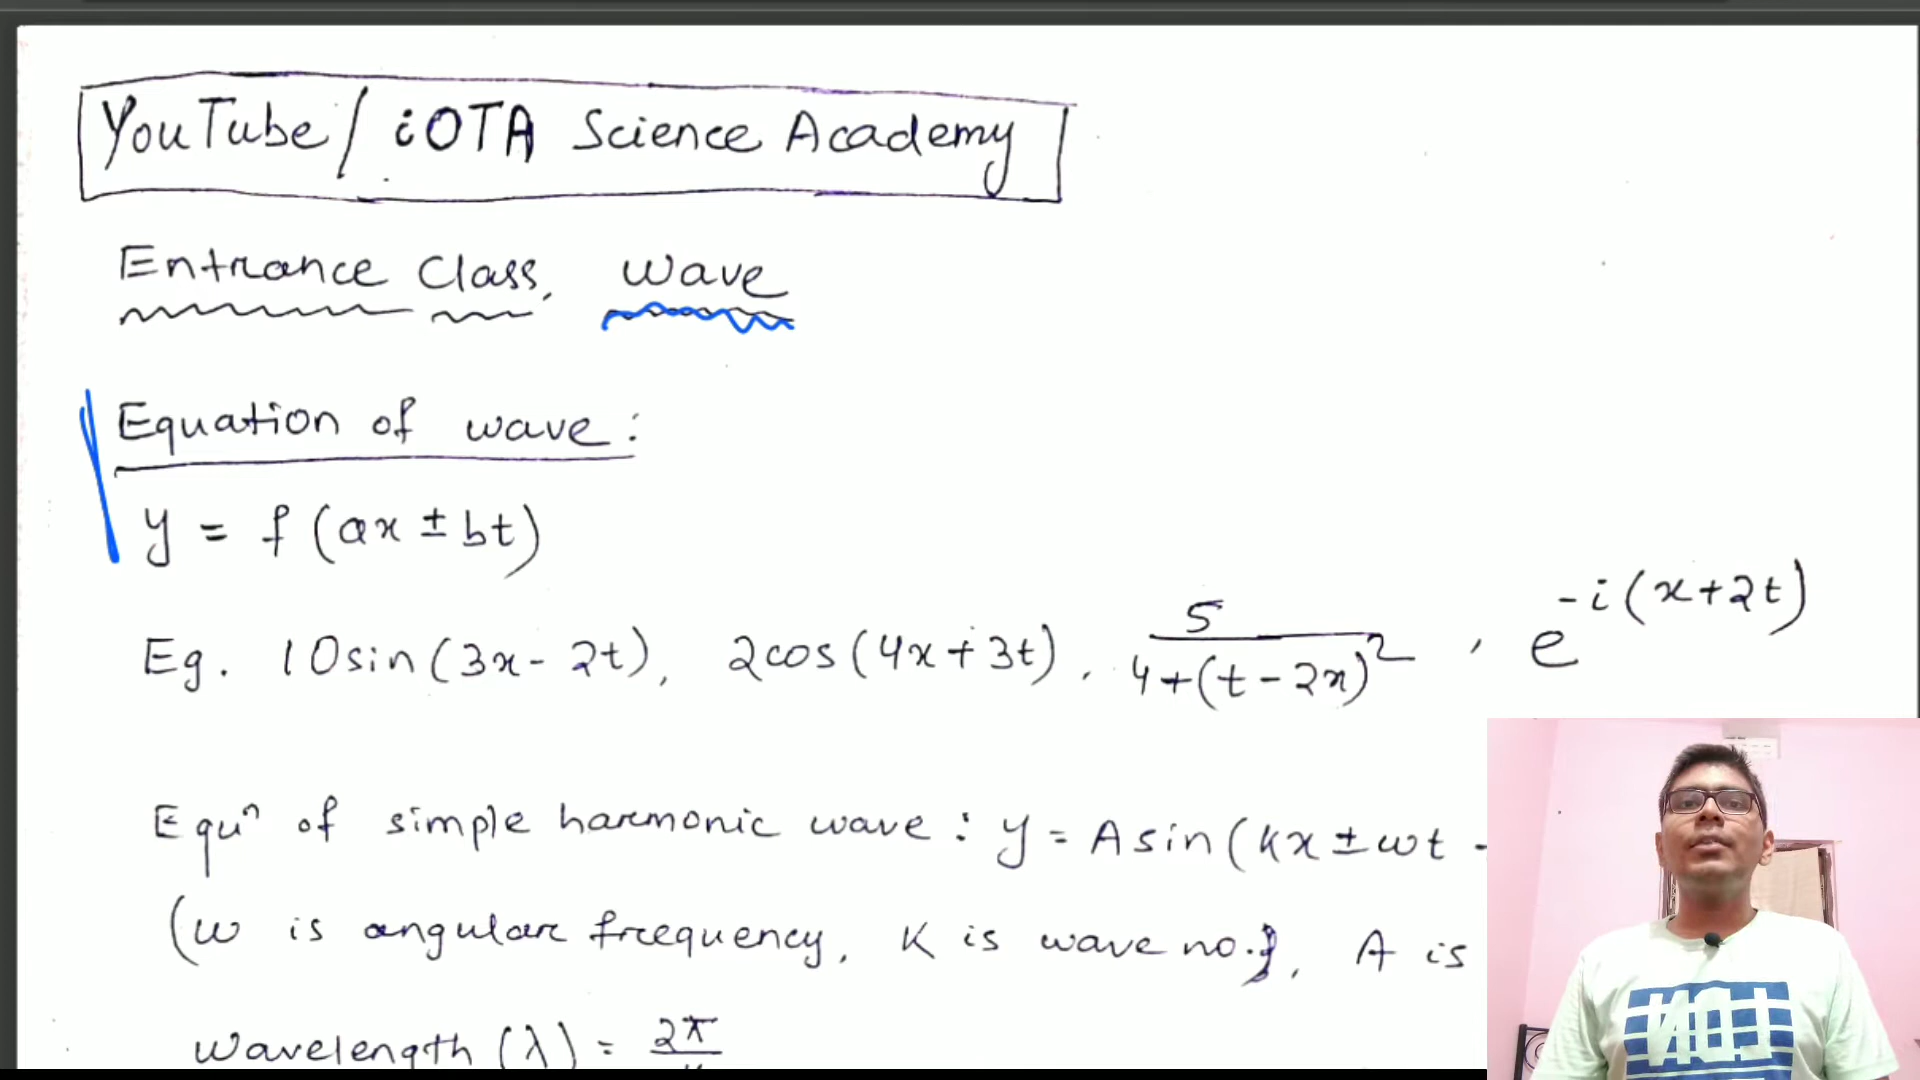 YouTube / iOTA Science Academy
Entrance Class, Wave
Equation of wave:
y = f (ax ± bt)
Eg. 10sin(3x - 2t), 2cos(4x + 3t), 5/(4+(t-2x)²), e^(-i(x+2t))
Equⁿ of simple harmonic wave : y = A sin(Kx ± ωt -
(ω is angular frequency, K is wave no., A is
Wavelength (λ) = 2π